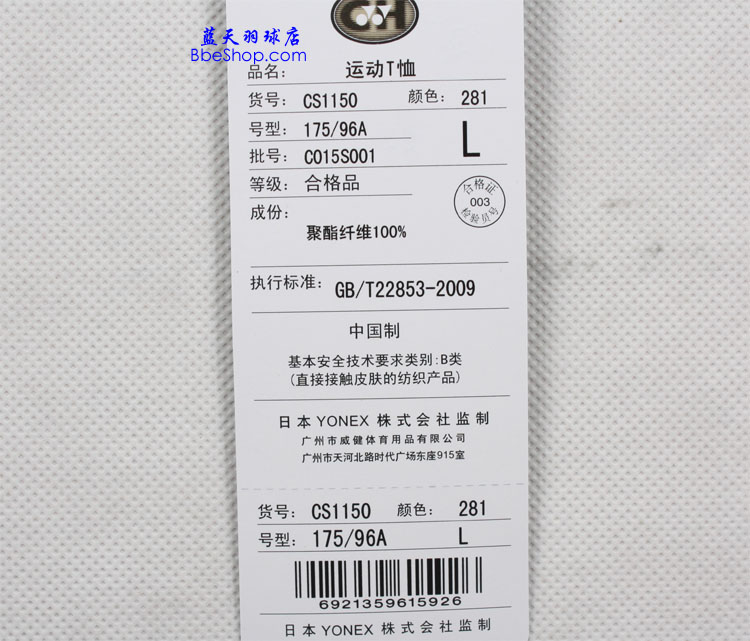 蓝天羽球店
BbeShop.com
品名： 运动T恤
货号： CS1150 颜色： 281
号型： 175/96A L
批号： C015S001
等级： 合格品
合格证
003
检验员号
成份：
聚酯纤维100%
执行标准： GB/T22853-2009
中国制
基本安全技术要求类别:B类
(直接接触皮肤的纺织产品)
日本YONEX株式会社监制
广州市威健体育用品有限公司
广州市天河北路时代广场东座915室
货号： CS1150 颜色： 281
号型： 175/96A L
6921359615926
日本YONEX株式会社监制